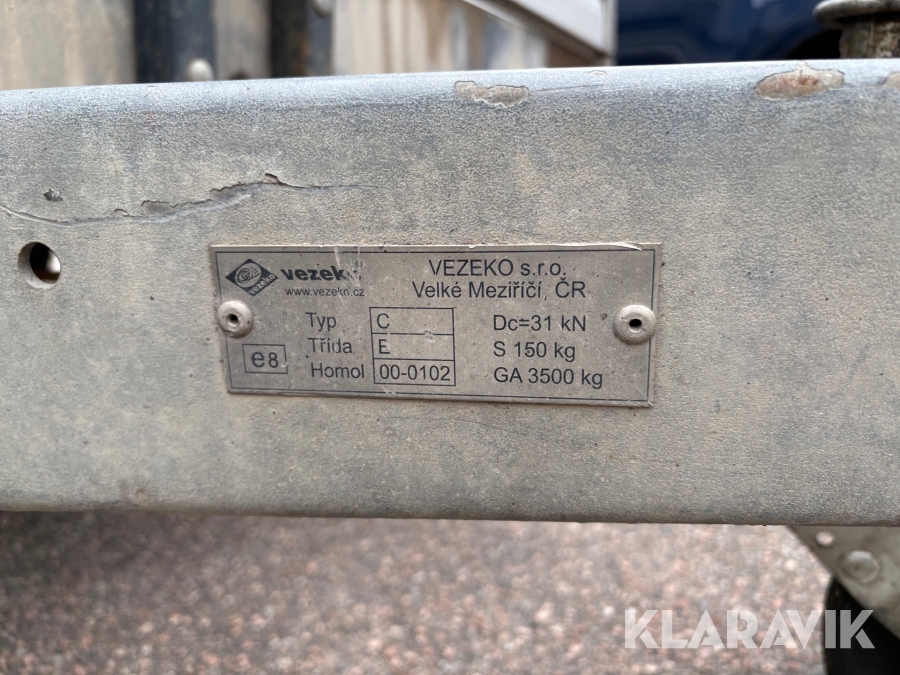 vezeko
VEZEKO s.r.o.
www.vezeko.cz
Velké Meziříčí, ČR
Typ C Dc=31 kN
Třída E S 150 kg
e8
Homol 00-0102 GA 3500 kg
KLARAVIK